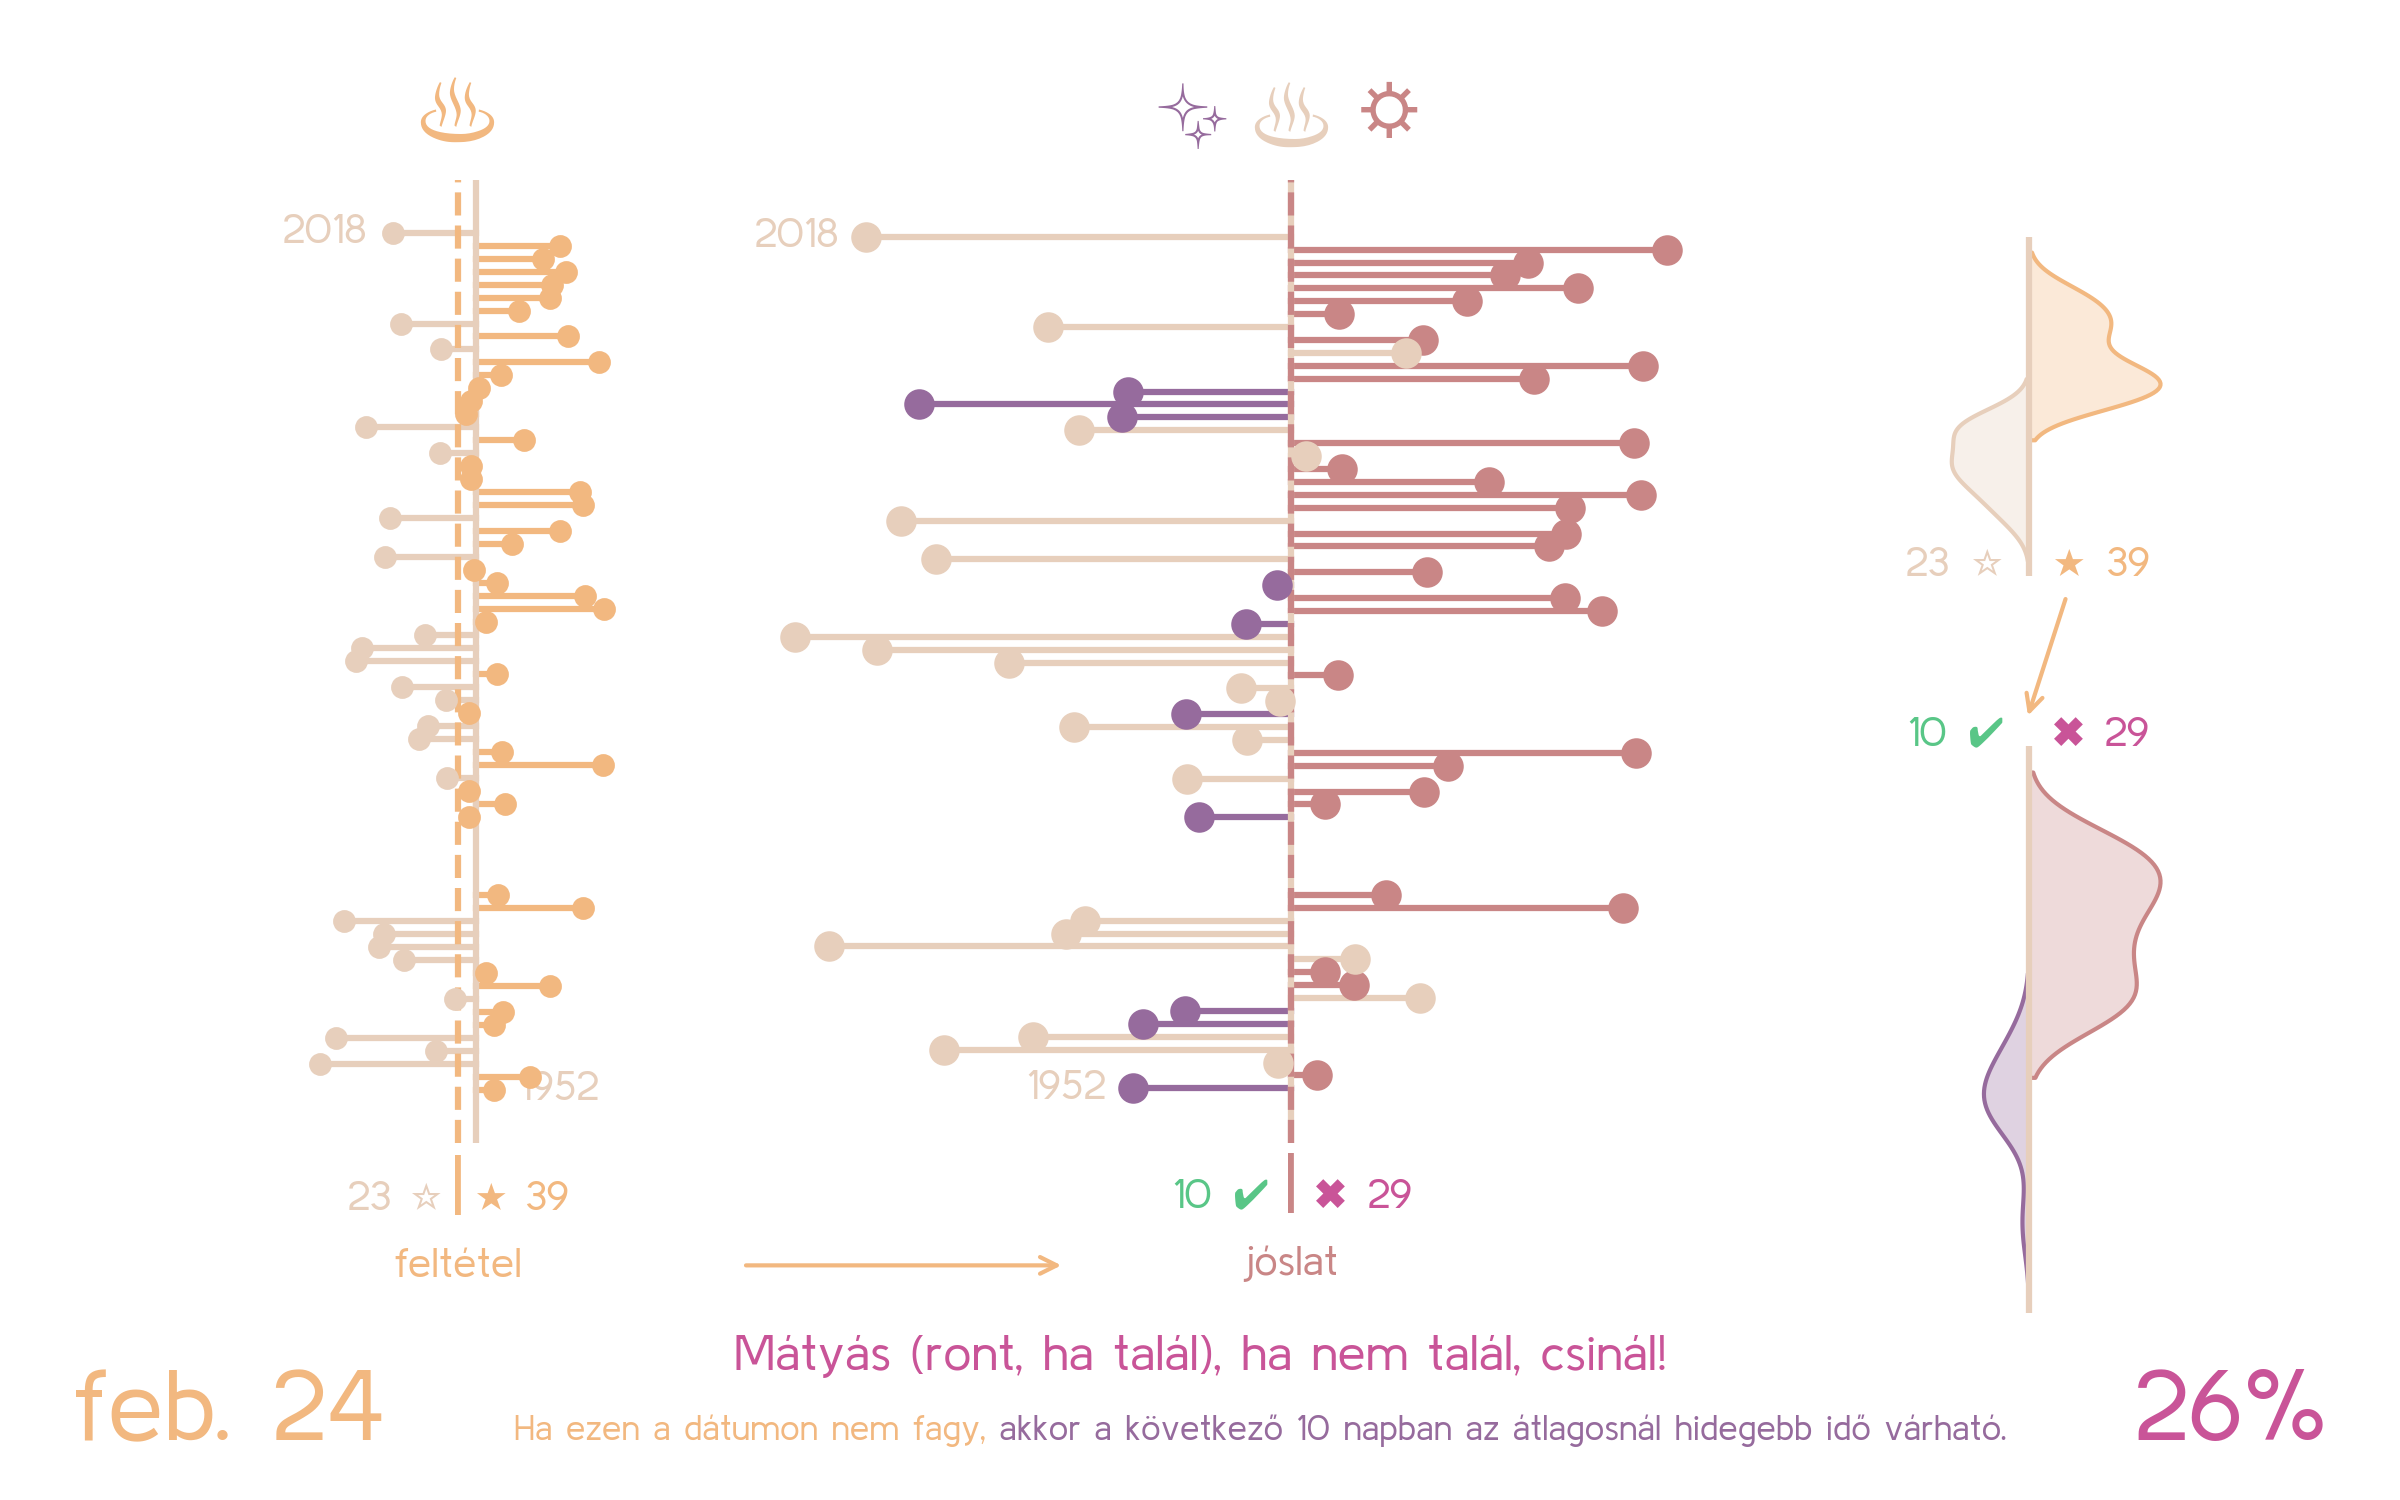 2018
2018
23 ☆ ★ 39
10 ✔ ✖ 29
1952
1952
23 ☆ ★ 39
10 ✔ ✖ 29
feltétel
jóslat
Mátyás (ront, ha talál), ha nem talál, csinál!
feb. 24
Ha ezen a dátumon nem fagy, akkor a következő 10 napban az átlagosnál hidegebb idő várható.
26%